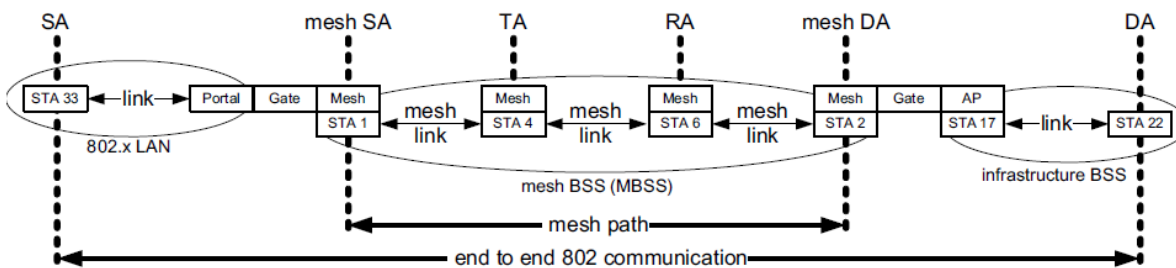 SA mesh SA TA RA mesh DA DA
Portal Gate Mesh Mesh Mesh Mesh Gate AP
STA 33 link mesh mesh mesh link STA 22
STA 1 link STA 4 link STA 6 link STA 2 STA 17
802.x LAN
infrastructure BSS
mesh BSS (MBSS)
mesh path
end to end 802 communication